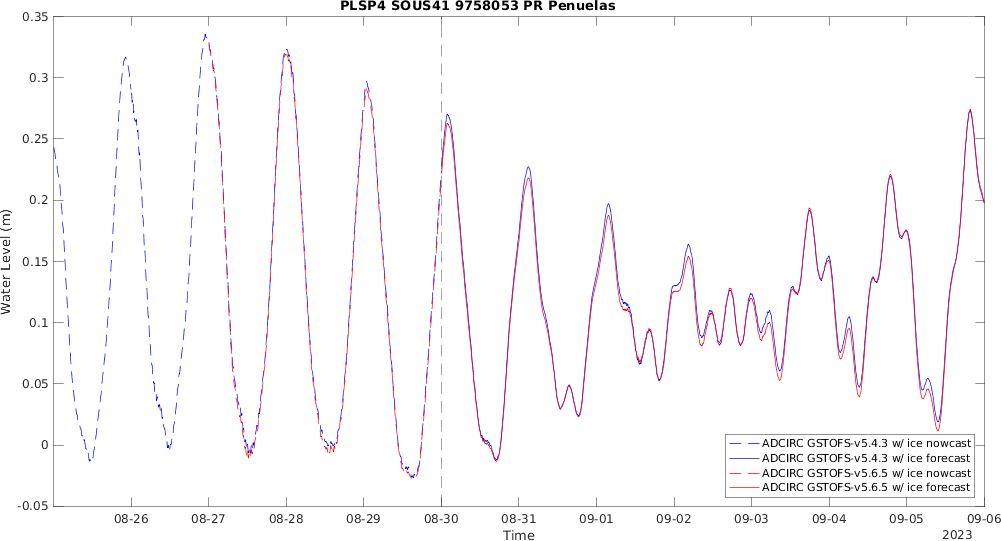 PLSP4 SOUS41 9758053 PR Penuelas
0.35
0.3
0.25
0.2
0.15
0.1
0.05
0
-0.05
Water Level (m)
ADCIRC GSTOFS-v5.4.3 w/ ice nowcast
ADCIRC GSTOFS-v5.4.3 w/ ice forecast
ADCIRC GSTOFS-v5.6.5 w/ ice nowcast
ADCIRC GSTOFS-v5.6.5 w/ ice forecast
08-26 08-27 08-28 08-29 08-30 08-31 09-01 09-02 09-03 09-04 09-05 09-06
Time
2023